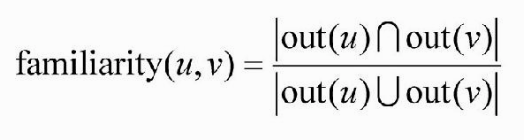 familiarity(u, v) = |out(u)⋂out(v)| / |out(u)⋃out(v)|